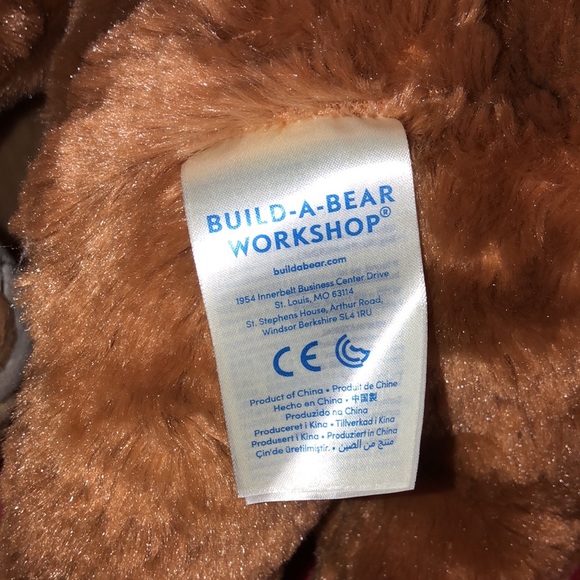 BUILD-A-BEAR
WORKSHOP®
buildabear.com
1954 Innerbelt Business Center Drive
St. Louis, MO 63114
St. Stephens House, Arthur Road,
Windsor Berkshire SL4 1RU
CE
Product of China • Produit de Chine
Hecho en China • 中国製
Produzido na China
Produceret i Kina • Tillverkad i Kina
Produsert i Kina • Produziert in China
Çin'de üretilmiştir. • منتج من الصين